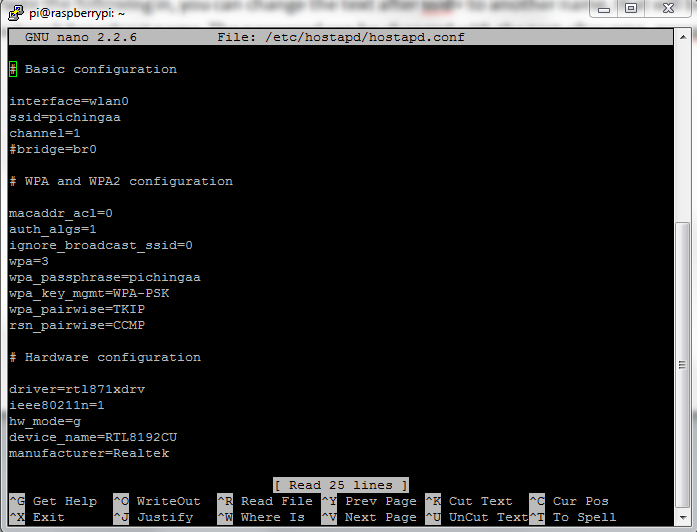 pi@raspberrypi: ~
GNU nano 2.2.6 File: /etc/hostapd/hostapd.conf
# Basic configuration
interface=wlan0
ssid=pichingaa
channel=1
#bridge=br0
# WPA and WPA2 configuration
macaddr_acl=0
auth_algs=1
ignore_broadcast_ssid=0
wpa=3
wpa_passphrase=pichingaa
wpa_key_mgmt=WPA-PSK
wpa_pairwise=TKIP
rsn_pairwise=CCMP
# Hardware configuration
driver=rtl871xdrv
ieee80211n=1
hw_mode=g
device_name=RTL8192CU
manufacturer=Realtek
[ Read 25 lines ]
^G Get Help ^O WriteOut ^R Read File ^Y Prev Page ^K Cut Text ^C Cur Pos
^X Exit ^J Justify ^W Where Is ^V Next Page ^U UnCut Text ^T To Spell